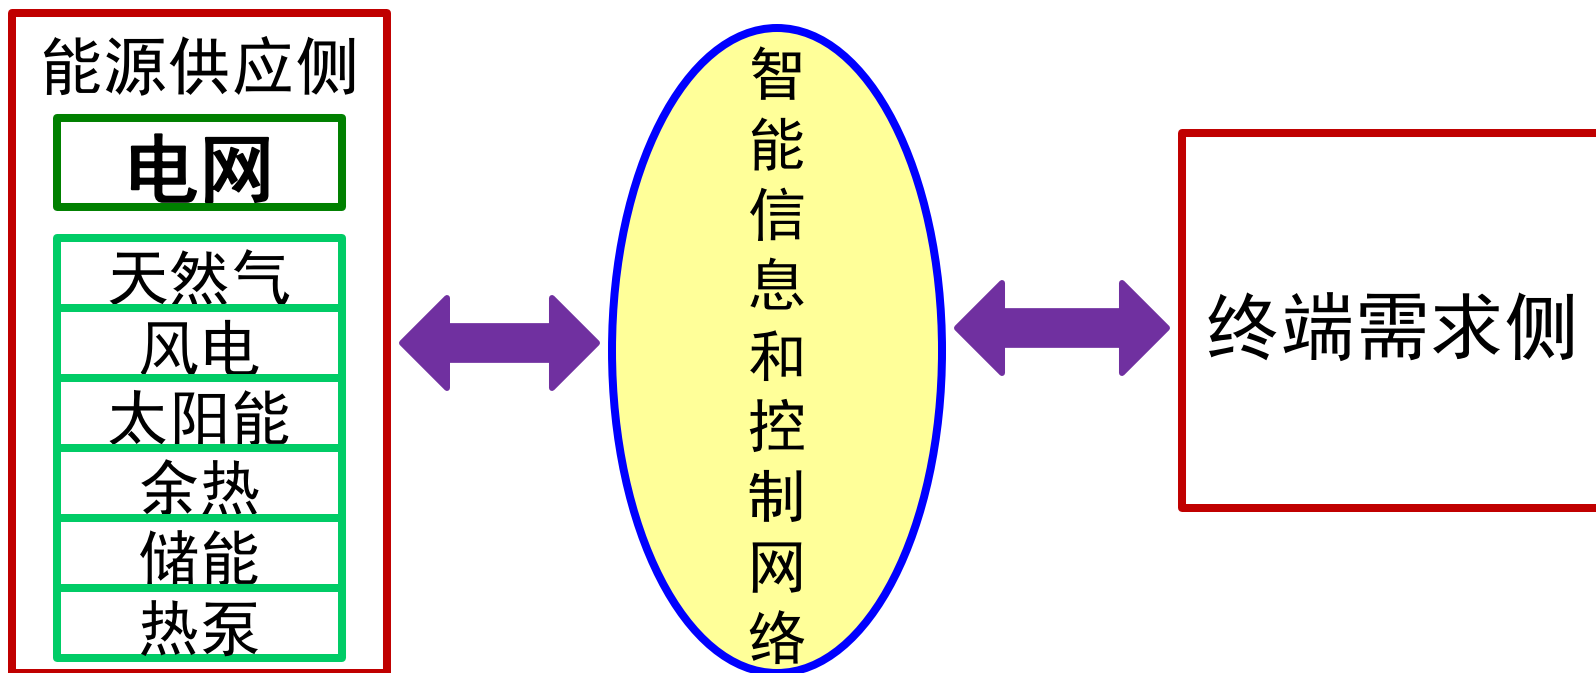 能源供应侧
电网
天然气
风电
太阳能
余热
储能
热泵
智能信息和控制网络
终端需求侧